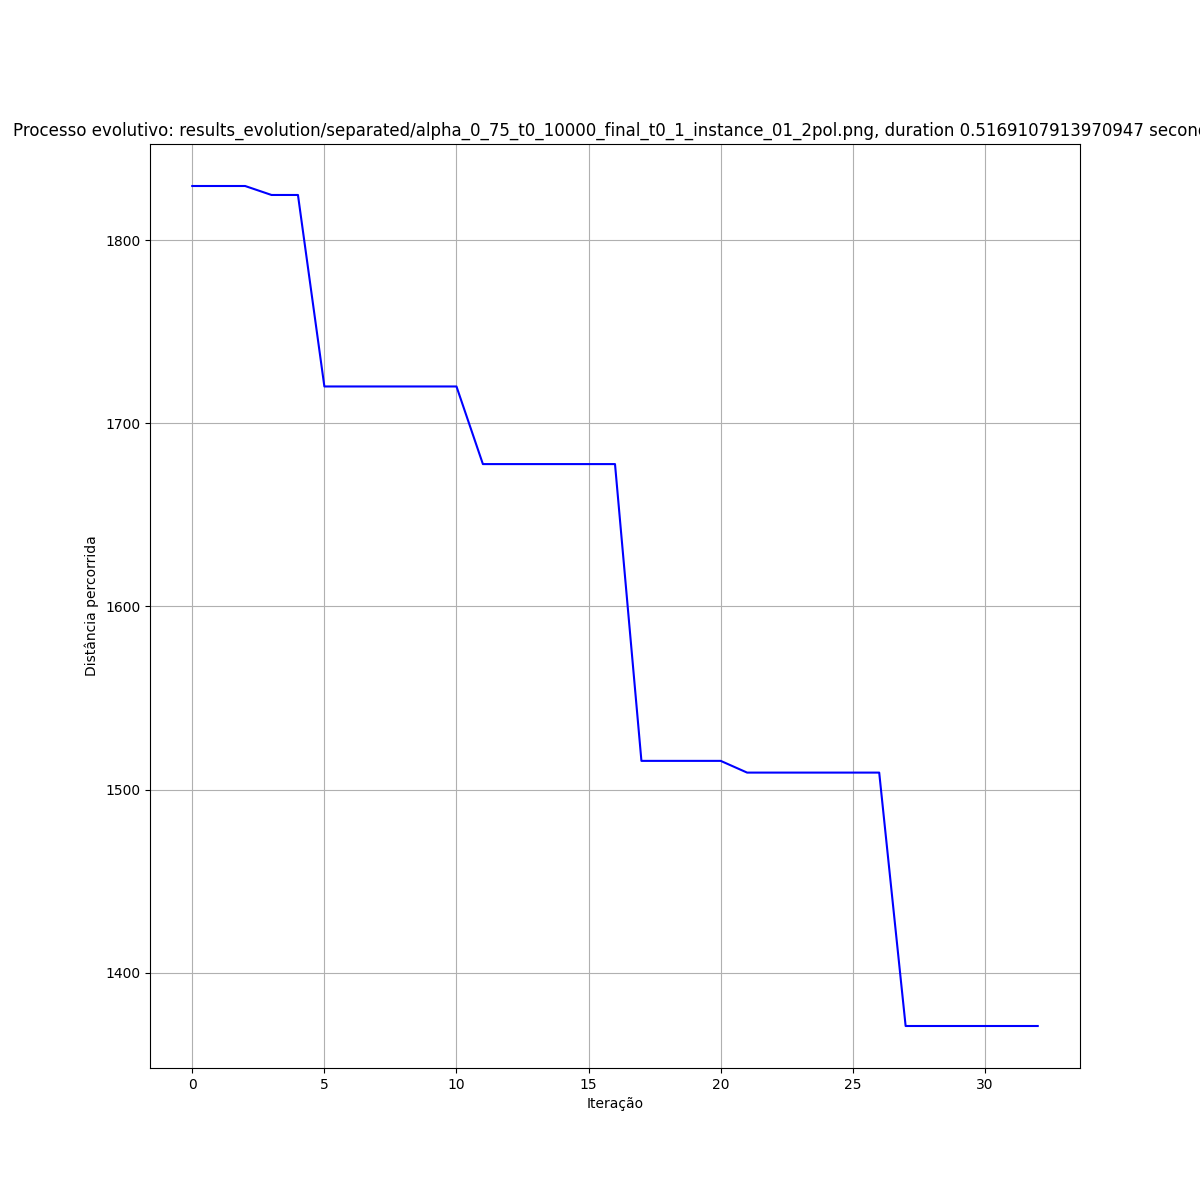 Processo evolutivo: results_evolution/separated/alpha_0_75_t0_10000_final_t0_1_instance_01_2pol.png, duration 0.5169107913970947
1800
1700
1600
1500
1400
Distância percorrida
0 5 10 15 20 25 30
Iteração